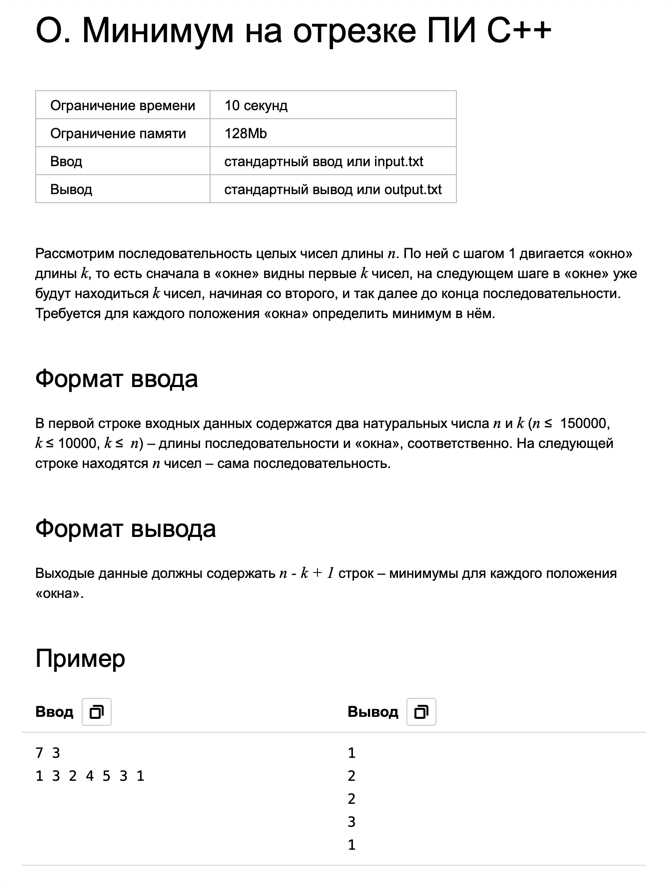 O. Минимум на отрезке ПИ C++
Ограничение времени 10 секунд
Ограничение памяти 128Mb
Ввод стандартный ввод или input.txt
Вывод стандартный вывод или output.txt
Рассмотрим последовательность целых чисел длины n. По ней с шагом 1 двигается «окно»
длины k, то есть сначала в «окне» видны первые k чисел, на следующем шаге в «окне» уже
будут находиться k чисел, начиная со второго, и так далее до конца последовательности.
Требуется для каждого положения «окна» определить минимум в нём.
Формат ввода
В первой строке входных данных содержатся два натуральных числа n и k (n ≤ 150000,
k ≤ 10000, k ≤ n) – длины последовательности и «окна», соответственно. На следующей
строке находятся n чисел – сама последовательность.
Формат вывода
Выходые данные должны содержать n - k + 1 строк – минимумы для каждого положения
«окна».
Пример
Ввод Вывод
7 3 1
1 3 2 4 5 3 1 2
2
3
1